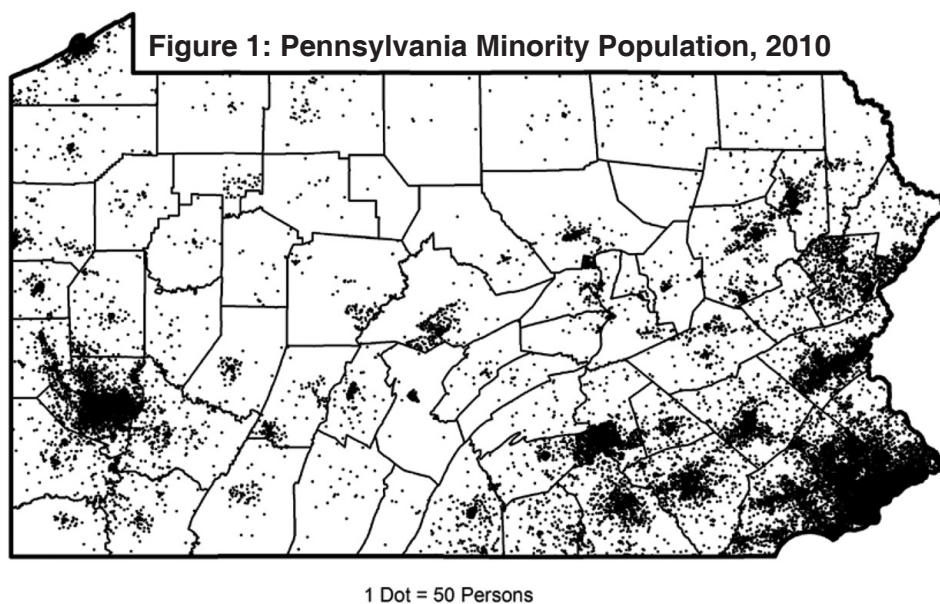 Figure 1: Pennsylvania Minority Population, 2010
1 Dot = 50 Persons